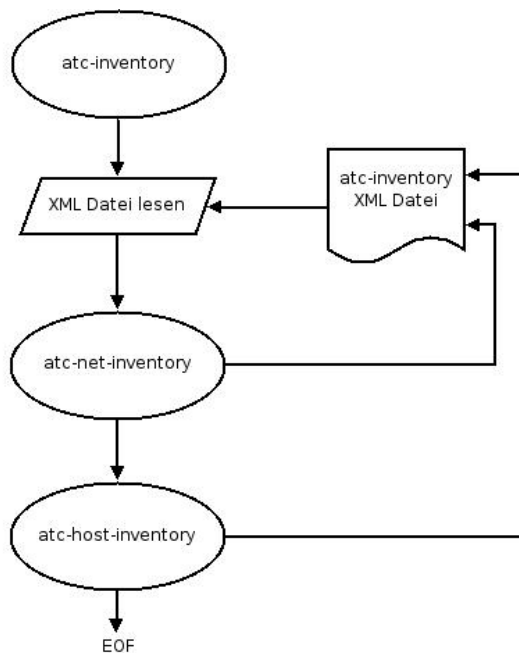 atc-inventory
XML Datei lesen
atc-inventory
XML Datei
atc-net-inventory
atc-host-inventory
EOF